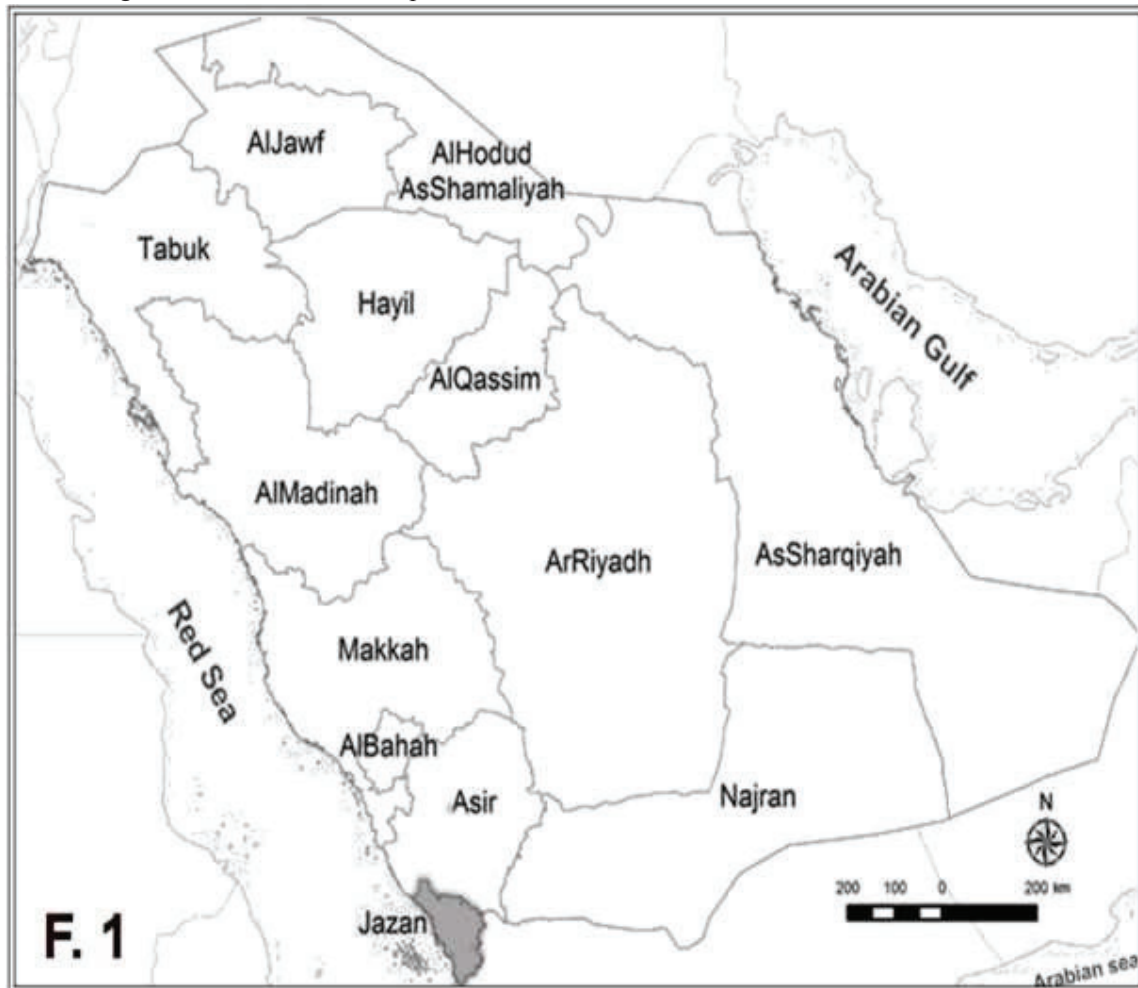 AlJawf
AlHodud
AsShamaliyah
Tabuk
Hayil
AlQassim
Arabian Gulf
AlMadinah
ArRiyadh
AsSharqiyah
Red Sea
Makkah
AlBahah
Asir
Najran
N
200 100 0 200 km
Jazan
F. 1
Arabian sea